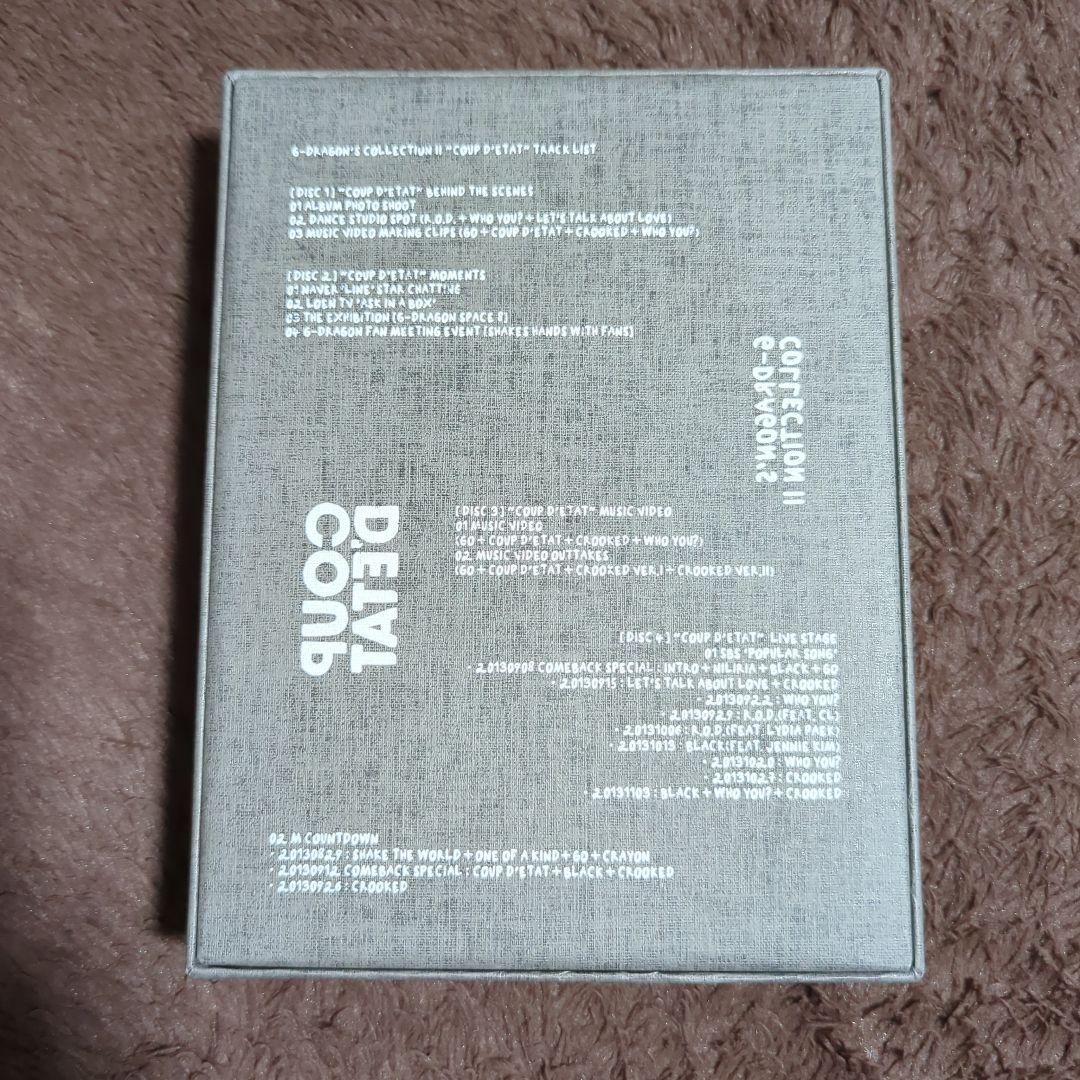 G-DRAGON'S COLLECTION II "COUP D'ETAT" TRACK LIST
[DISC 1] "COUP D'ETAT" BEHIND THE SCENES
01 ALBUM PHOTO SHOOT
02. DANCE STUDIO SPOT (R.O.D. + WHO YOU? + LET'S TALK ABOUT LOVE)
03 MUSIC VIDEO MAKING CLIPS (GO + COUP D'ETAT + CROOKED + WHO YOU?)
[DISC 2] "COUP D'ETAT" MOMENTS
01 NAVER 'LINE' STAR CHATTING
02. LOEN TV 'ASK IN A BOX'
03 THE EXHIBITION [G-DRAGON SPACE 8]
04 G-DRAGON FAN MEETING EVENT [SHAKES HANDS WITH FANS]
G-DRAGON'S
COLLECTION II
COUP
D'ETAT
[DISC 3] "COUP D'ETAT" MUSIC VIDEO
01 MUSIC VIDEO
(GO + COUP D'ETAT + CROOKED + WHO YOU?)
02. MUSIC VIDEO OUTTAKES
(GO + COUP D'ETAT + CROOKED VER.I + CROOKED VER.II)
[DISC 4] "COUP D'ETAT" LIVE STAGE
01 SBS 'POPULAR SONG'
· 20130908 COMEBACK SPECIAL : INTRO + NILIRIA + BLACK + GO
· 20130915 : LET'S TALK ABOUT LOVE + CROOKED
· 20130922 : WHO YOU?
· 20130929 : R.O.D.(FEAT. CL)
· 20131006 : R.O.D.(FEAT. LYDIA PAEK)
· 20131013 : BLACK(FEAT. JENNIE KIM)
· 20131020 : WHO YOU?
· 20131027 : CROOKED
· 20131103 : BLACK + WHO YOU? + CROOKED
02. M COUNTDOWN
· 20130829 : SHAKE THE WORLD + ONE OF A KIND + GO + CRAYON
· 20130912 COMEBACK SPECIAL : COUP D'ETAT + BLACK + CROOKED
· 20130926 : CROOKED